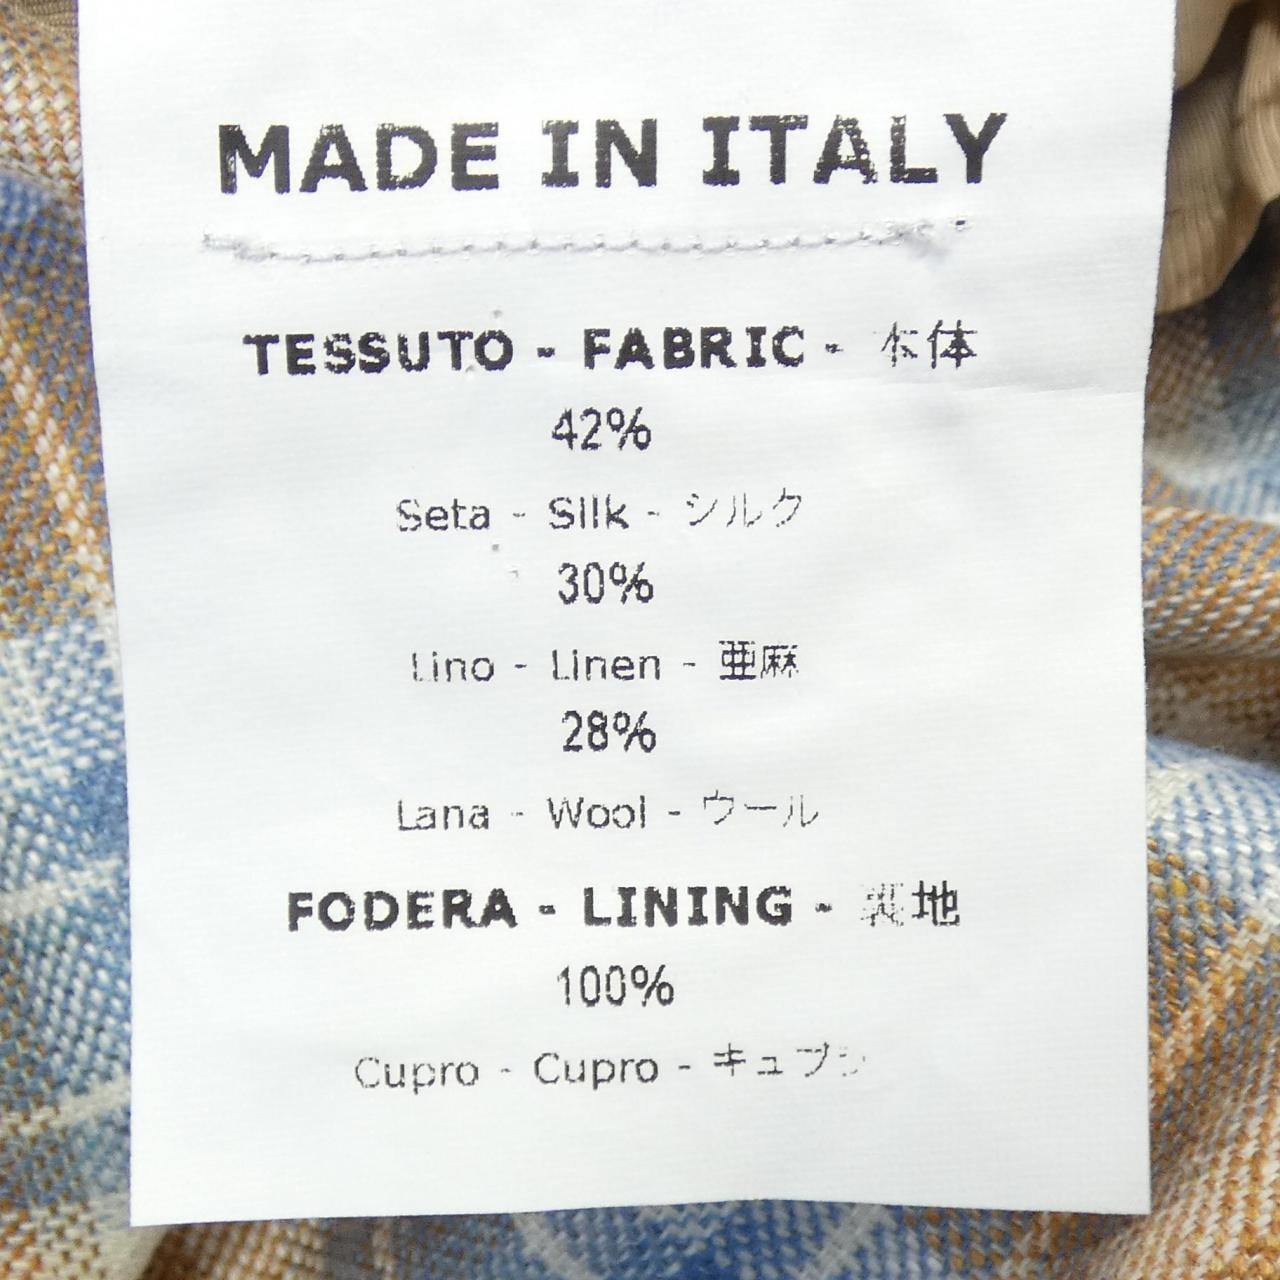 MADE IN ITALY
TESSUTO - FABRIC - 本体
42%
Seta - Silk - シルク
30%
Lino - Linen - 亜麻
28%
Lana - Wool - ウール
FODERA - LINING - 裏地
100%
Cupro - Cupro - キュプラ